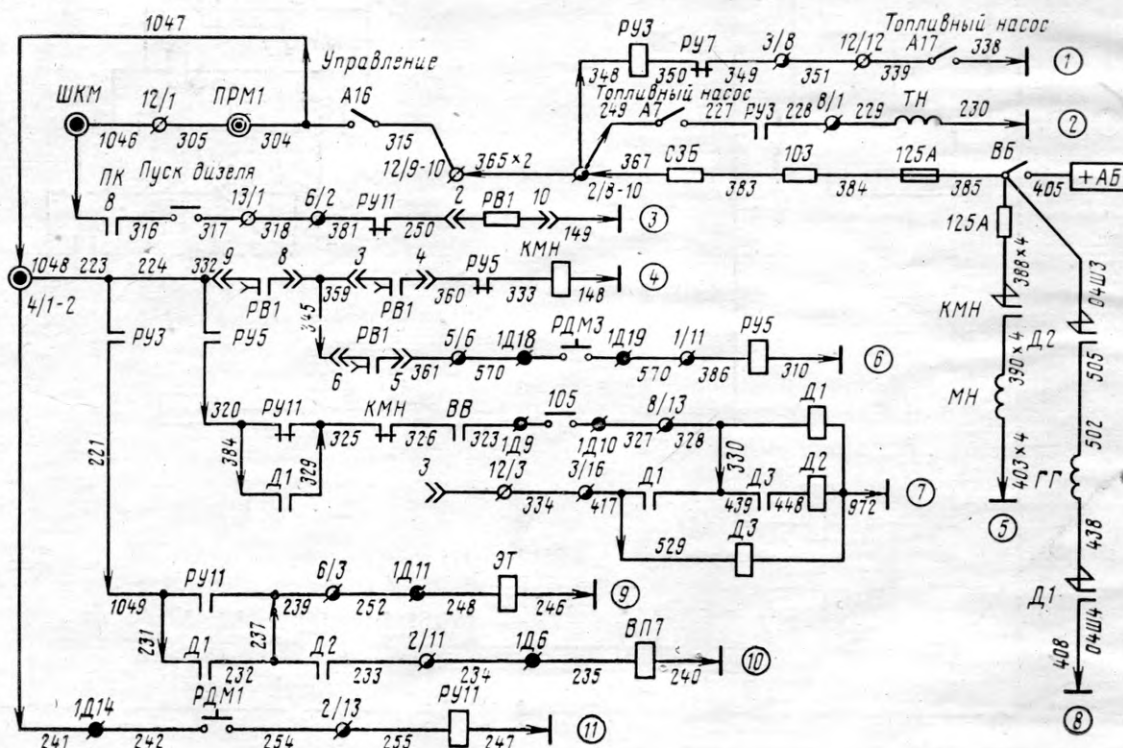 1047
Управление
РУ3 РУ7 3/8 12/12 А17 Топливный насос 338
348 350 349 351 339 1
Топливный насос
249 А7 227 РУ3 228 8/1 229 ТН 230 2
ШКМ 12/1 ПРМ1 А16
1046 305 304 315
12/9-10 365×2 2/8-10 367 СЗБ 383 103 384 125А 385 ВБ 405 +АБ
ПК Пуск дизеля 13/1 6/2 РУ11 2 РВ1 10
8 316 317 318 381 250 149 3
125А 388×4 04Ш3
КМН
4/1-2 1048 223 224 332 9 8 3 4 РУ5 КМН
РВ1 359 РВ1 360 333 148 4
КМН Д2
РУ3 РУ5 345
РВ1 5/6 1Д18 РДМ3 1Д19 1/11 РУ5
6 5 361 570 570 386 310 6
390×4 505
МН
320 РУ11 КМН ВВ 105 8/13 Д1
325 326 323 1Д9 1Д10 327 328
384 329 330
Д1
403×4 502 ГГ
221
3 12/3 3/16 Д1 Д3 Д2
334 417 439 448 972 7
5
529 Д3
438
РУ11 6/3 1Д11 ЭТ
1049 239 252 248 246 9
Д1
231 237
Д1 Д2 2/11 1Д6 ВП7
232 233 234 235 240 10
408 04Ш4
1Д14 РДМ1 2/13 РУ11
241 242 254 255 247 11
8